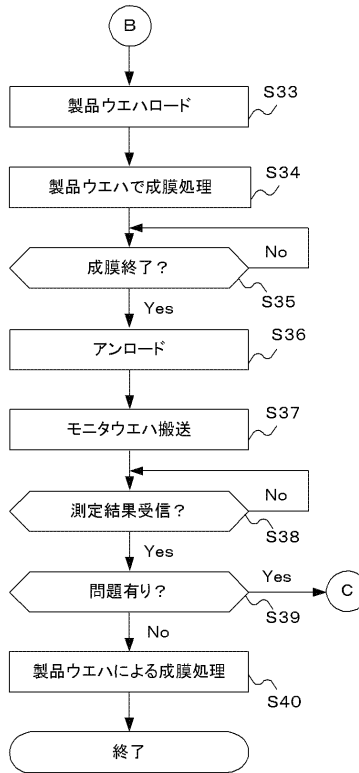 B
製品ウエハロード
S33
製品ウエハで成膜処理
S34
成膜終了？
No
S35
Yes
アンロード
S36
モニタウエハ搬送
S37
測定結果受信？
No
S38
Yes
問題有り？
Yes
C
S39
No
製品ウエハによる成膜処理
S40
終了